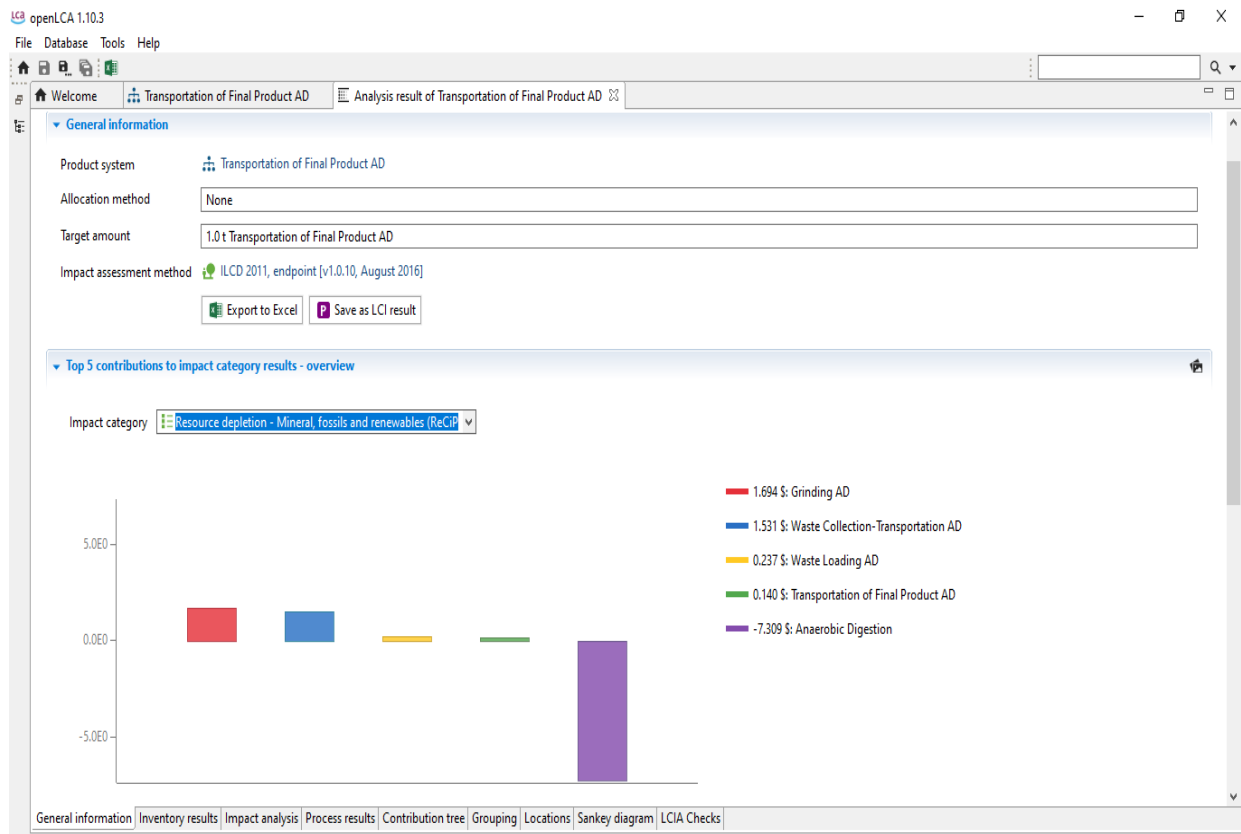 LCA openLCA 1.10.3
File Database Tools Help
Welcome Transportation of Final Product AD Analysis result of Transportation of Final Product AD
General information
Product system Transportation of Final Product AD
Allocation method None
Target amount 1.0 t Transportation of Final Product AD
Impact assessment method ILCD 2011, endpoint [v1.0.10, August 2016]
Export to Excel P Save as LCI result
Top 5 contributions to impact category results - overview
Impact category Resource depletion - Mineral, fossils and renewables (ReCiP
1.694 $: Grinding AD
1.531 $: Waste Collection-Transportation AD
5.0E0
0.237 $: Waste Loading AD
0.140 $: Transportation of Final Product AD
0.0E0
-7.309 $: Anaerobic Digestion
-5.0E0
General information Inventory results Impact analysis Process results Contribution tree Grouping Locations Sankey diagram LCIA Checks